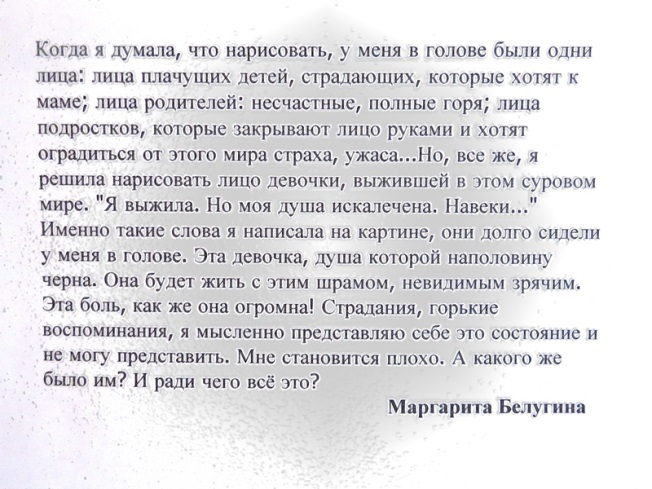 Когда я думала, что нарисовать, у меня в голове были одни
лица: лица плачущих детей, страдающих, которые хотят к
маме; лица родителей: несчастные, полные горя; лица
подростков, которые закрывают лицо руками и хотят
оградиться от этого мира страха, ужаса...Но, все же, я
решила нарисовать лицо девочки, выжившей в этом суровом
мире. "Я выжила. Но моя душа искалечена. Навеки..."
Именно такие слова я написала на картине, они долго сидели
у меня в голове. Эта девочка, душа которой наполовину
черна. Она будет жить с этим шрамом, невидимым зрячим.
Эта боль, как же она огромна! Страдания, горькие
воспоминания, я мысленно представляю себе это состояние и
не могу представить. Мне становится плохо. А какого же
было им? И ради чего всё это?
Маргарита Белугина